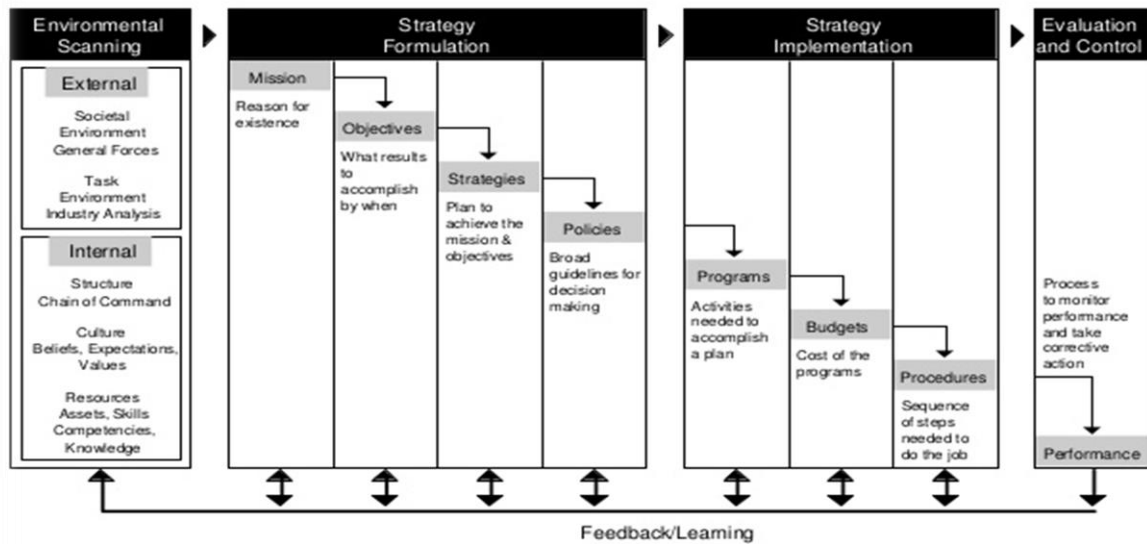 Environmental
Scanning
External
Societal
Environment
General Forces
Task
Environment
Industry Analysis
Internal
Structure
Chain of Command
Culture
Beliefs, Expectations,
Values
Resources
Assets, Skills
Competencies,
Knowledge
Strategy
Formulation
Mission
Reason for
existence
Objectives
What results
to
accomplish
by when
Strategies
Plan to
achieve the
mission &
objectives
Policies
Broad
guidelines for
decision
making
Strategy
Implementation
Programs
Activities
needed to
accomplish
a plan
Budgets
Cost of the
programs
Procedures
Sequence
of steps
needed to
do the job
Evaluation
and Control
Process
to monitor
performance
and take
corrective
action
Performance
Feedback/Learning